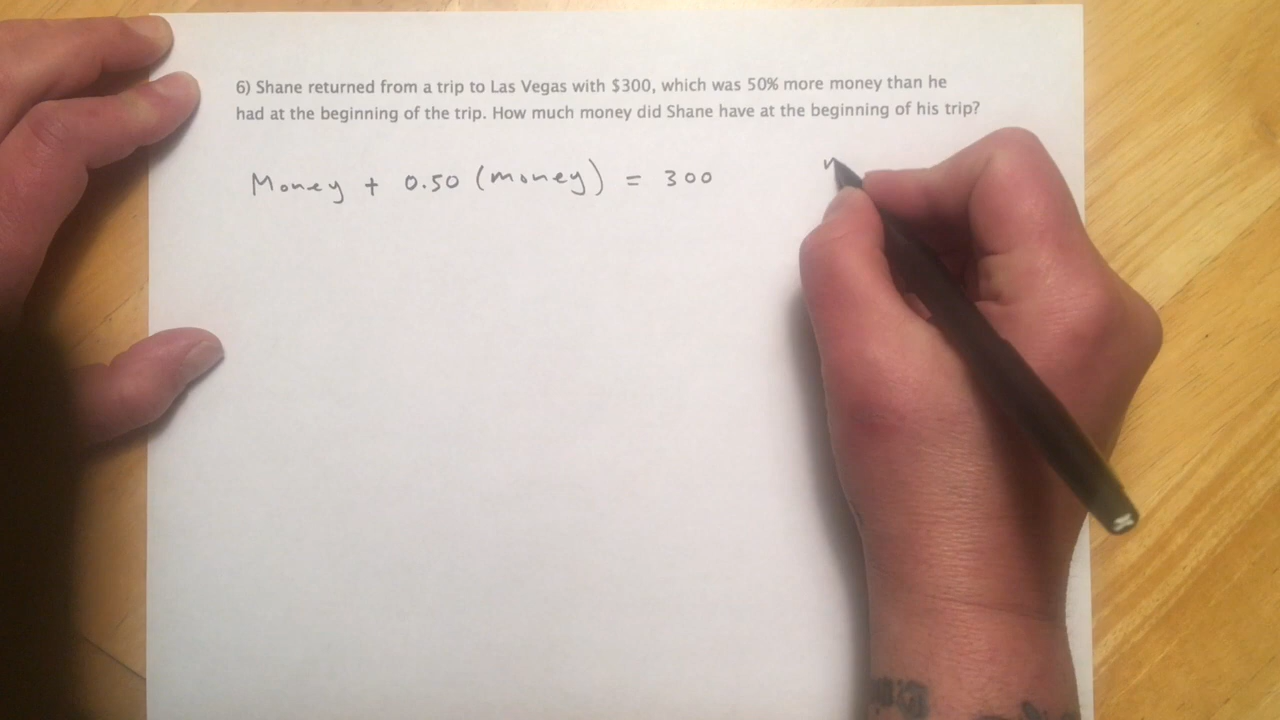 6) Shane returned from a trip to Las Vegas with $300, which was 50% more money than he
had at the beginning of the trip. How much money did Shane have at the beginning of his trip?
Money + 0.50 (money) = 300